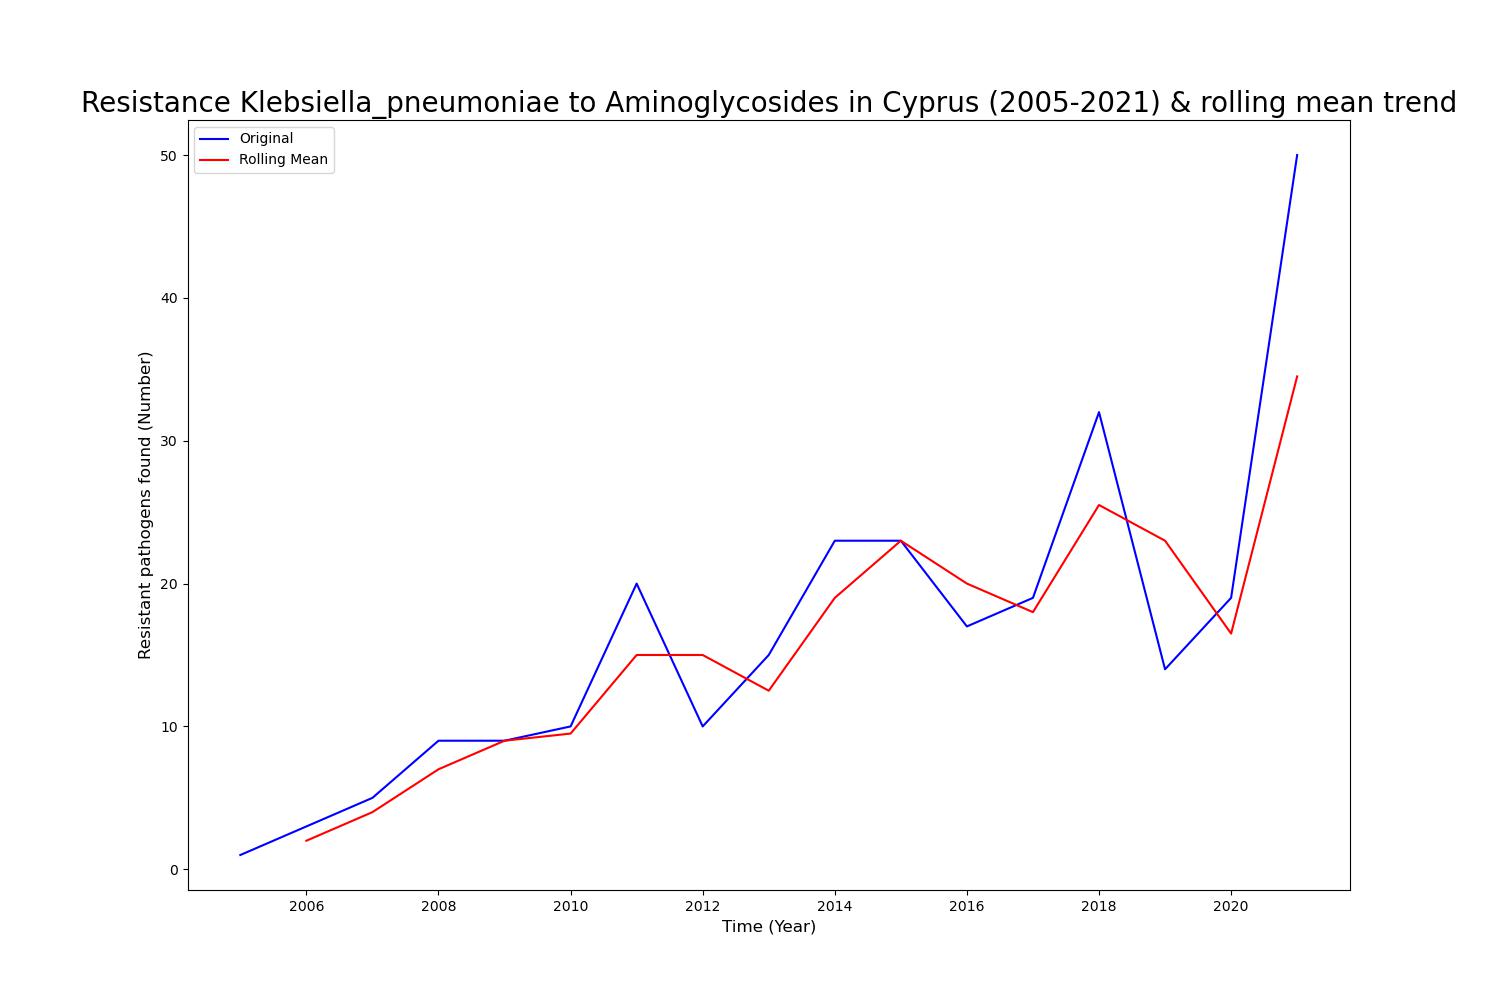 Resistance Klebsiella_pneumoniae to Aminoglycosides in Cyprus (2005-2021) & rolling mean trend
Original
Rolling Mean
50
40
30
20
10
0
Resistant pathogens found (Number)
2006 2008 2010 2012 2014 2016 2018 2020
Time (Year)